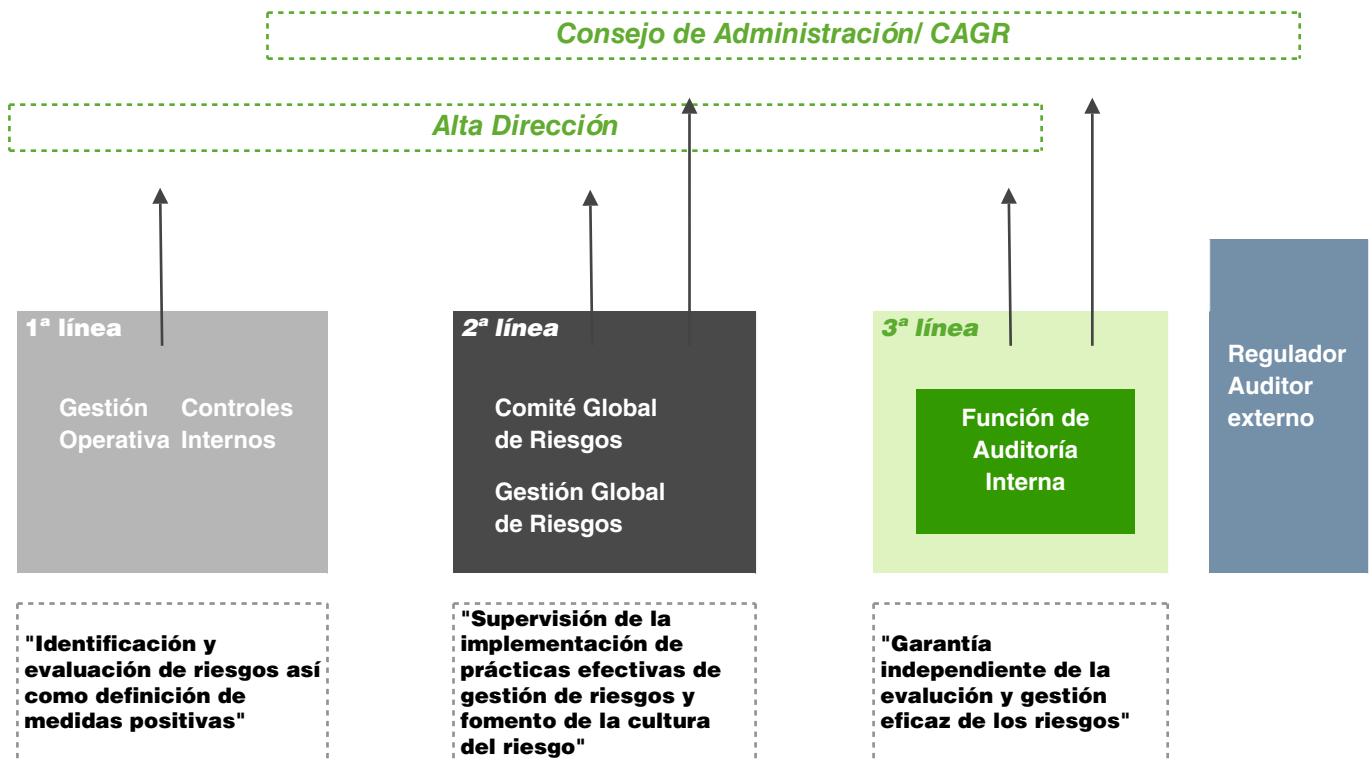 Consejo de Administración/ CAGR
Alta Dirección
1ª línea
Gestión Controles
Operativa Internos
2ª línea
Comité Global
de Riesgos
Gestión Global
de Riesgos
3ª línea
Función de
Auditoría
Interna
Regulador
Auditor
externo
"Identificación y
evaluación de riesgos así
como definición de
medidas positivas"
"Supervisión de la
implementación de
prácticas efectivas de
gestión de riesgos y
fomento de la cultura
del riesgo"
"Garantía
independiente de la
evalución y gestión
eficaz de los riesgos"